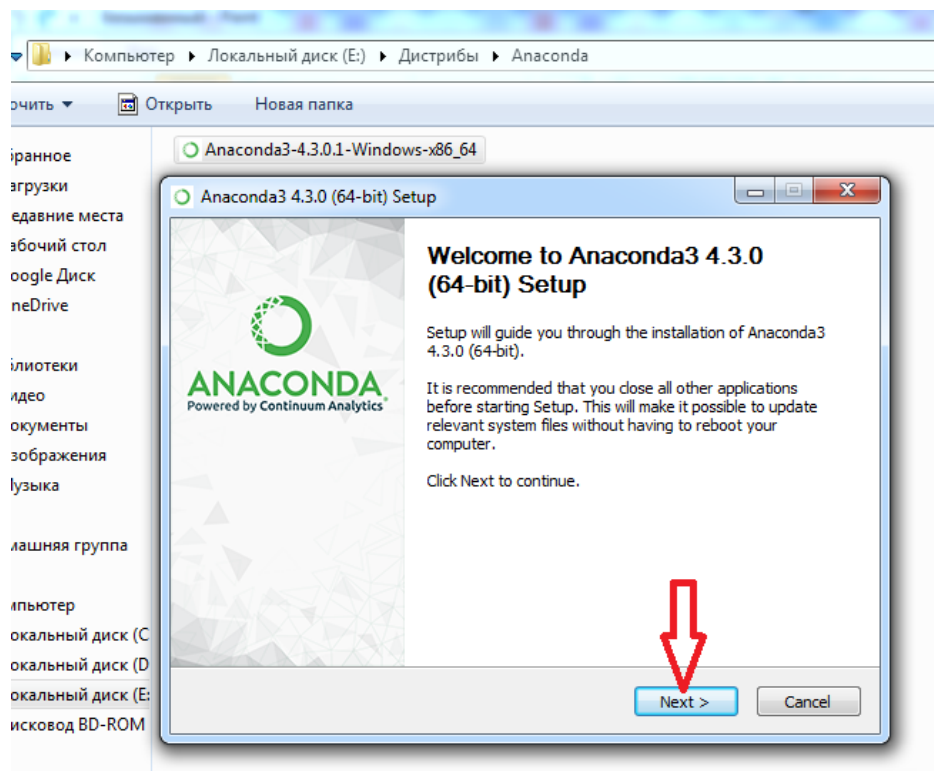 Компьютер ▸ Локальный диск (E:) ▸ Дистрибы ▸ Anaconda
очить ▾ Открыть Новая папка
бранное
агрузки
едавние места
абочий стол
oogle Диск
neDrive
блиотеки
идео
окументы
зображения
узыка
машняя группа
мпьютер
окальный диск (C
окальный диск (D
окальный диск (E:
исковод BD-ROM
Anaconda3-4.3.0.1-Windows-x86_64
Anaconda3 4.3.0 (64-bit) Setup
ANACONDA
Powered by Continuum Analytics
Welcome to Anaconda3 4.3.0
(64-bit) Setup
Setup will guide you through the installation of Anaconda3
4.3.0 (64-bit).
It is recommended that you close all other applications
before starting Setup. This will make it possible to update
relevant system files without having to reboot your
computer.
Click Next to continue.
Next >
Cancel